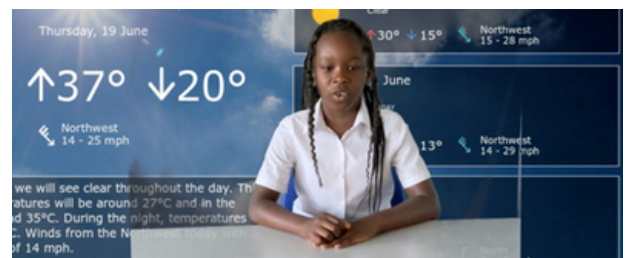 Thursday, 19 June
↑37° ↓20°
Northwest
14 - 25 mph
we will see clear throughout the day. Th
ratures will be around 27°C and in the
d 35°C. During the night, temperatures
C. Winds from the Northwest today with
of 14 mph.
Clear
↑30° ↓ 15°
Northwest
15 - 28 mph
June
13°
Northwest
14 - 29 mph
North